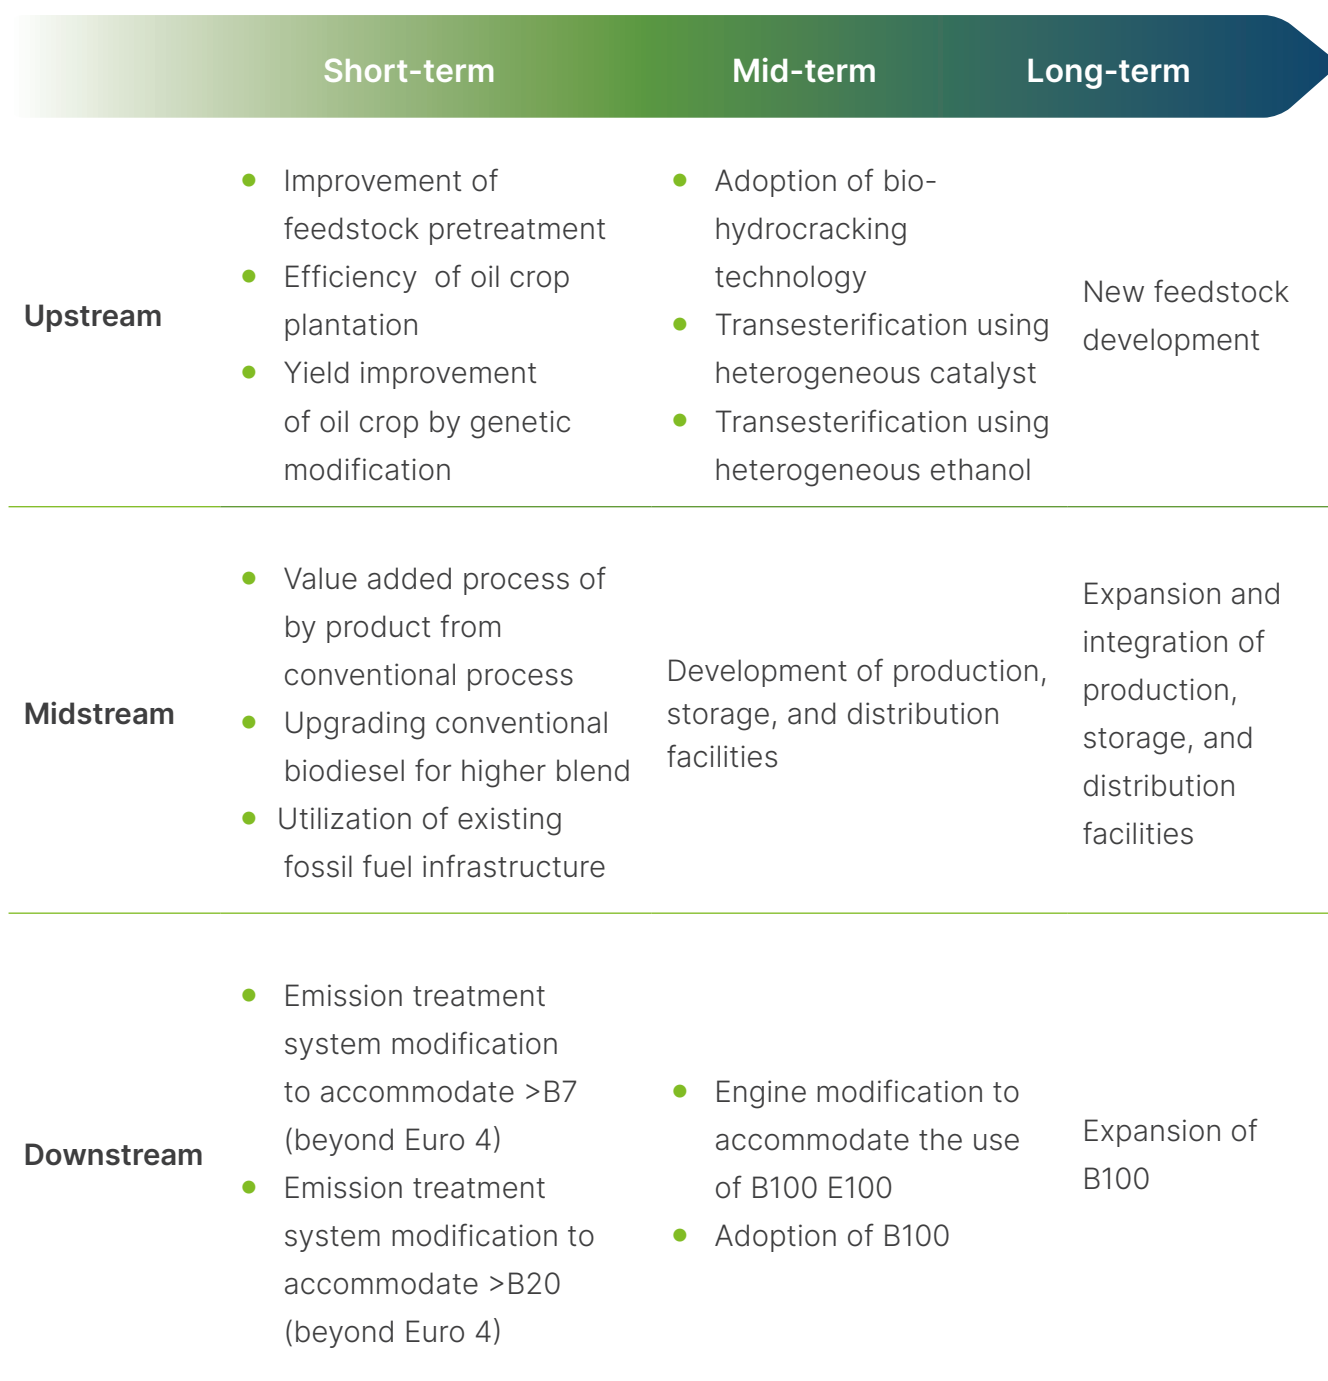 Short-term
Mid-term
Long-term
Upstream
Improvement of
feedstock pretreatment
Efficiency of oil crop
plantation
Yield improvement
of oil crop by genetic
modification
Adoption of bio-
hydrocracking
technology
Transesterification using
heterogeneous catalyst
Transesterification using
heterogeneous ethanol
New feedstock
development
Midstream
Value added process of
by product from
conventional process
Upgrading conventional
biodiesel for higher blend
Utilization of existing
fossil fuel infrastructure
Development of production,
storage, and distribution
facilities
Expansion and
integration of
production,
storage, and
distribution
facilities
Downstream
Emission treatment
system modification
to accommodate >B7
(beyond Euro 4)
Emission treatment
system modification to
accommodate >B20
(beyond Euro 4)
Engine modification to
accommodate the use
of B100 E100
Adoption of B100
Expansion of
B100